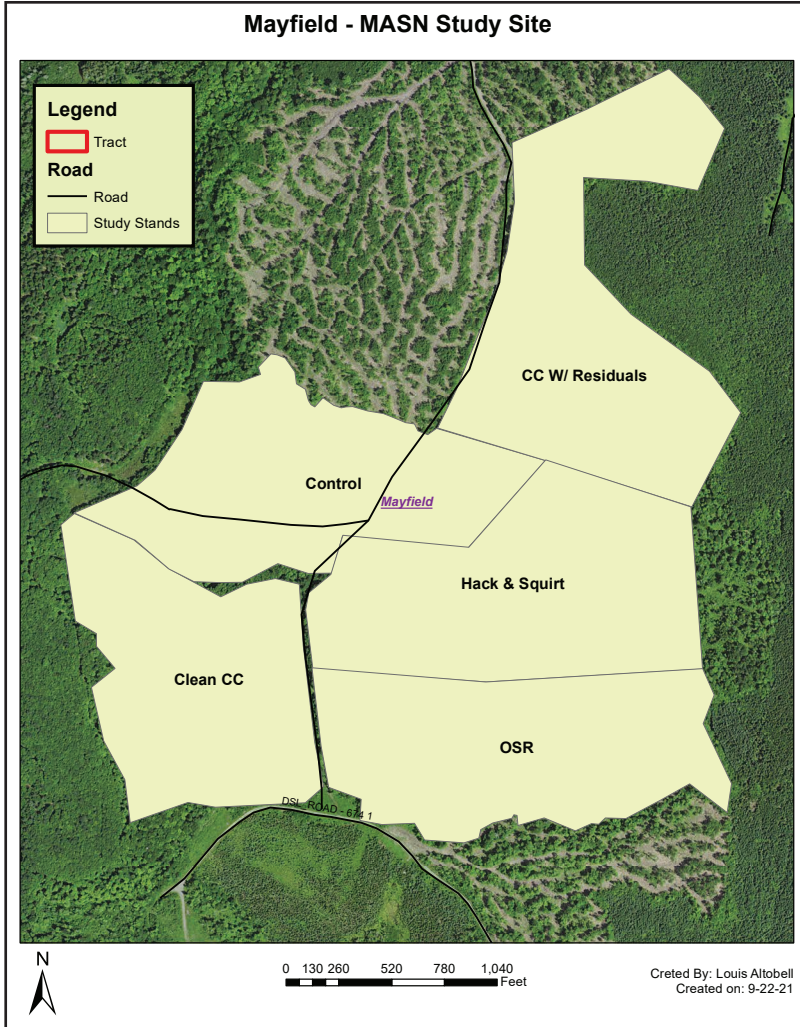 Mayfield - MASN Study Site
Legend
Tract
Road
Road
Study Stands
CC W/ Residuals
Control
Mayfield
Hack & Squirt
Clean CC
OSR
DSL ROAD - 674 1
N
0 130 260 520 780 1,040
Feet
Creted By: Louis Altobell
Created on: 9-22-21